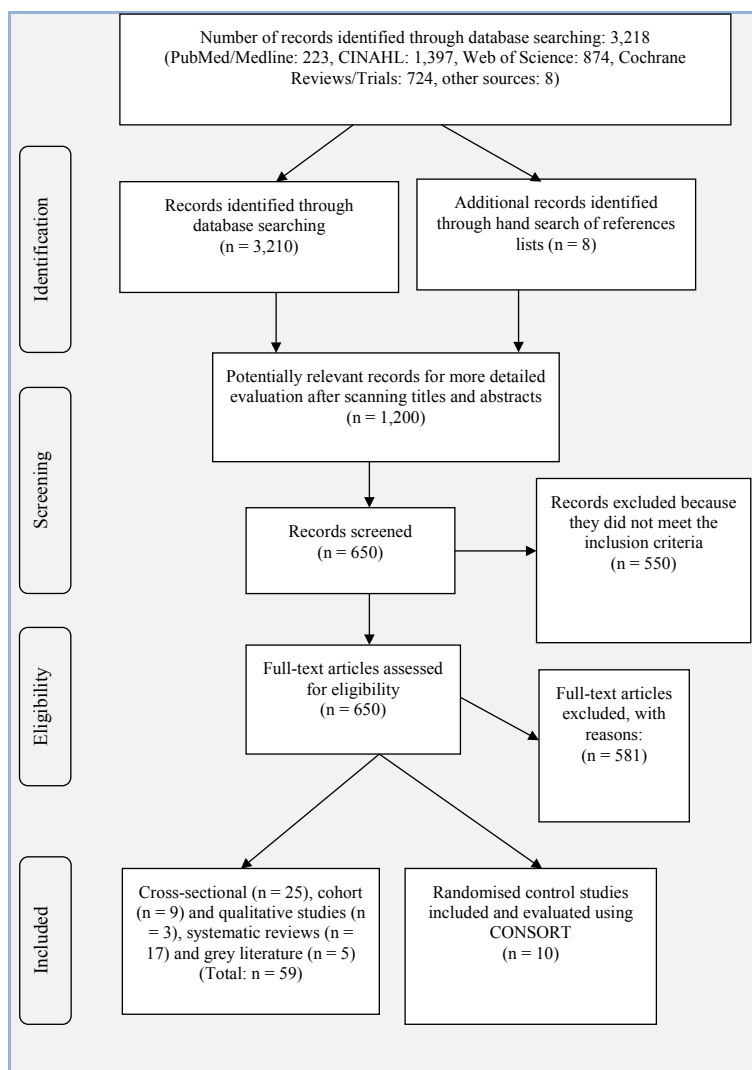 Number of records identified through database searching: 3,218
(PubMed/Medline: 223, CINAHL: 1,397, Web of Science: 874, Cochrane
Reviews/Trials: 724, other sources: 8)
Identification
Records identified through
database searching
(n = 3,210)
Additional records identified
through hand search of references
lists (n = 8)
Potentially relevant records for more detailed
evaluation after scanning titles and abstracts
(n = 1,200)
Screening
Records screened
(n = 650)
Records excluded because
they did not meet the
inclusion criteria
(n = 550)
Eligibility
Full-text articles assessed
for eligibility
(n = 650)
Full-text articles
excluded, with
reasons:
(n = 581)
Included
Cross-sectional (n = 25), cohort
(n = 9) and qualitative studies (n
= 3), systematic reviews (n =
17) and grey literature (n = 5)
(Total: n = 59)
Randomised control studies
included and evaluated using
CONSORT
(n = 10)